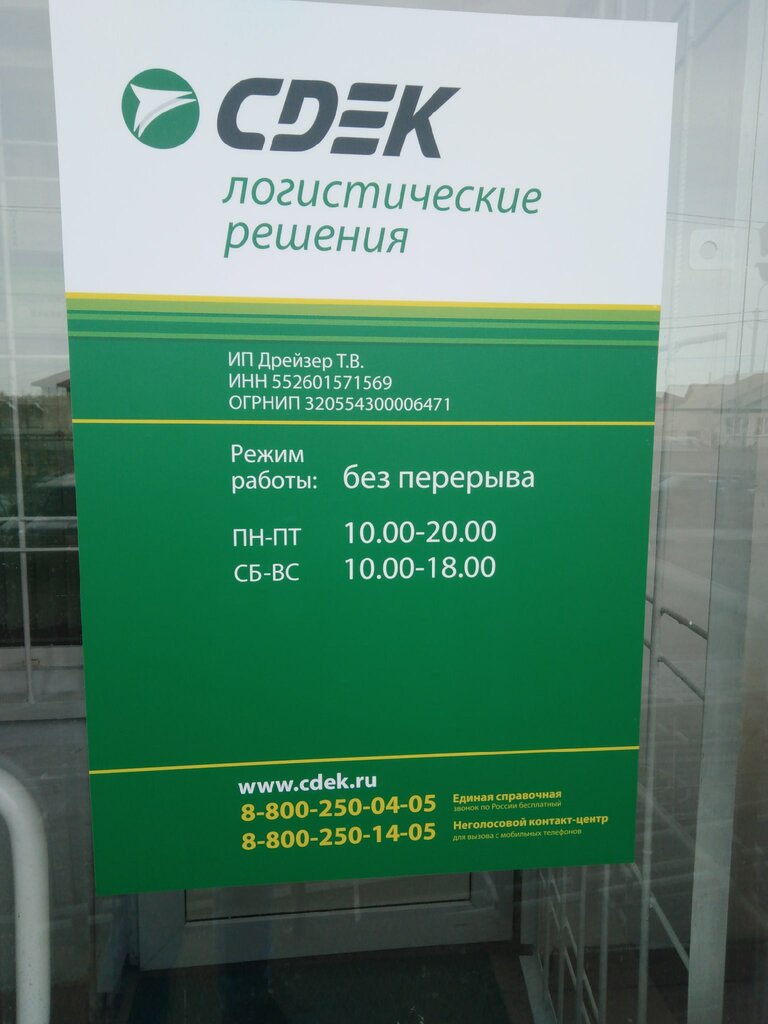 CDEK
логистические
решения
ИП Дрейзер Т.В.
ИНН 552601571569
ОГРНИП 320554300006471
Режим
работы: без перерыва
ПН-ПТ 10.00-20.00
СБ-ВС 10.00-18.00
www.cdek.ru
8-800-250-04-05 Единая справочная
звонок по России бесплатный
8-800-250-14-05 Неголосовой контакт-центр
для вызова с мобильных телефонов